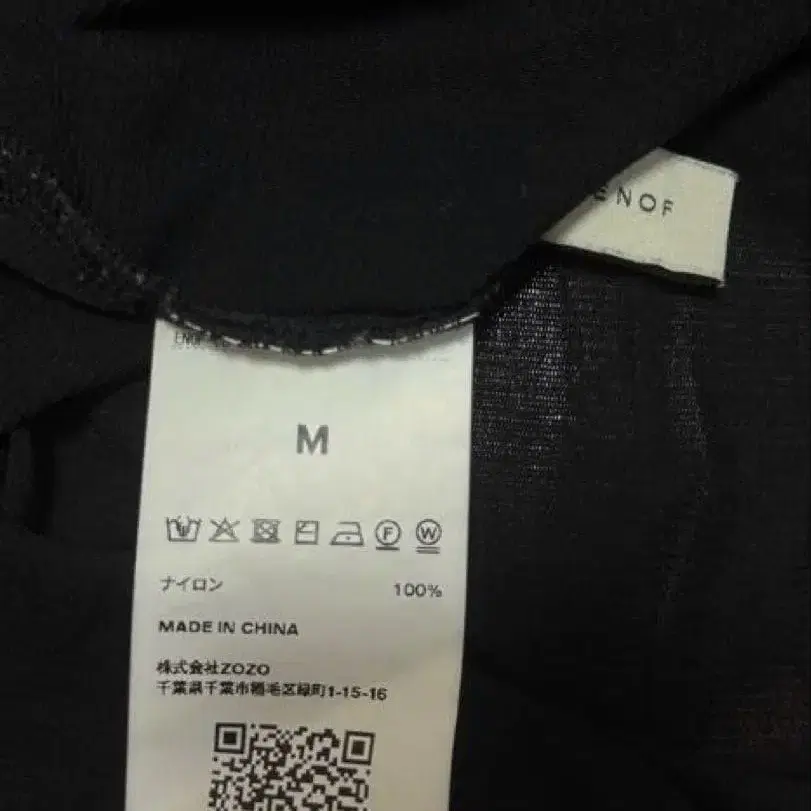 ENOF
M
F W
ナイロン 100%
MADE IN CHINA
株式会社ZOZO
千葉県千葉市稲毛区緑町1-15-16